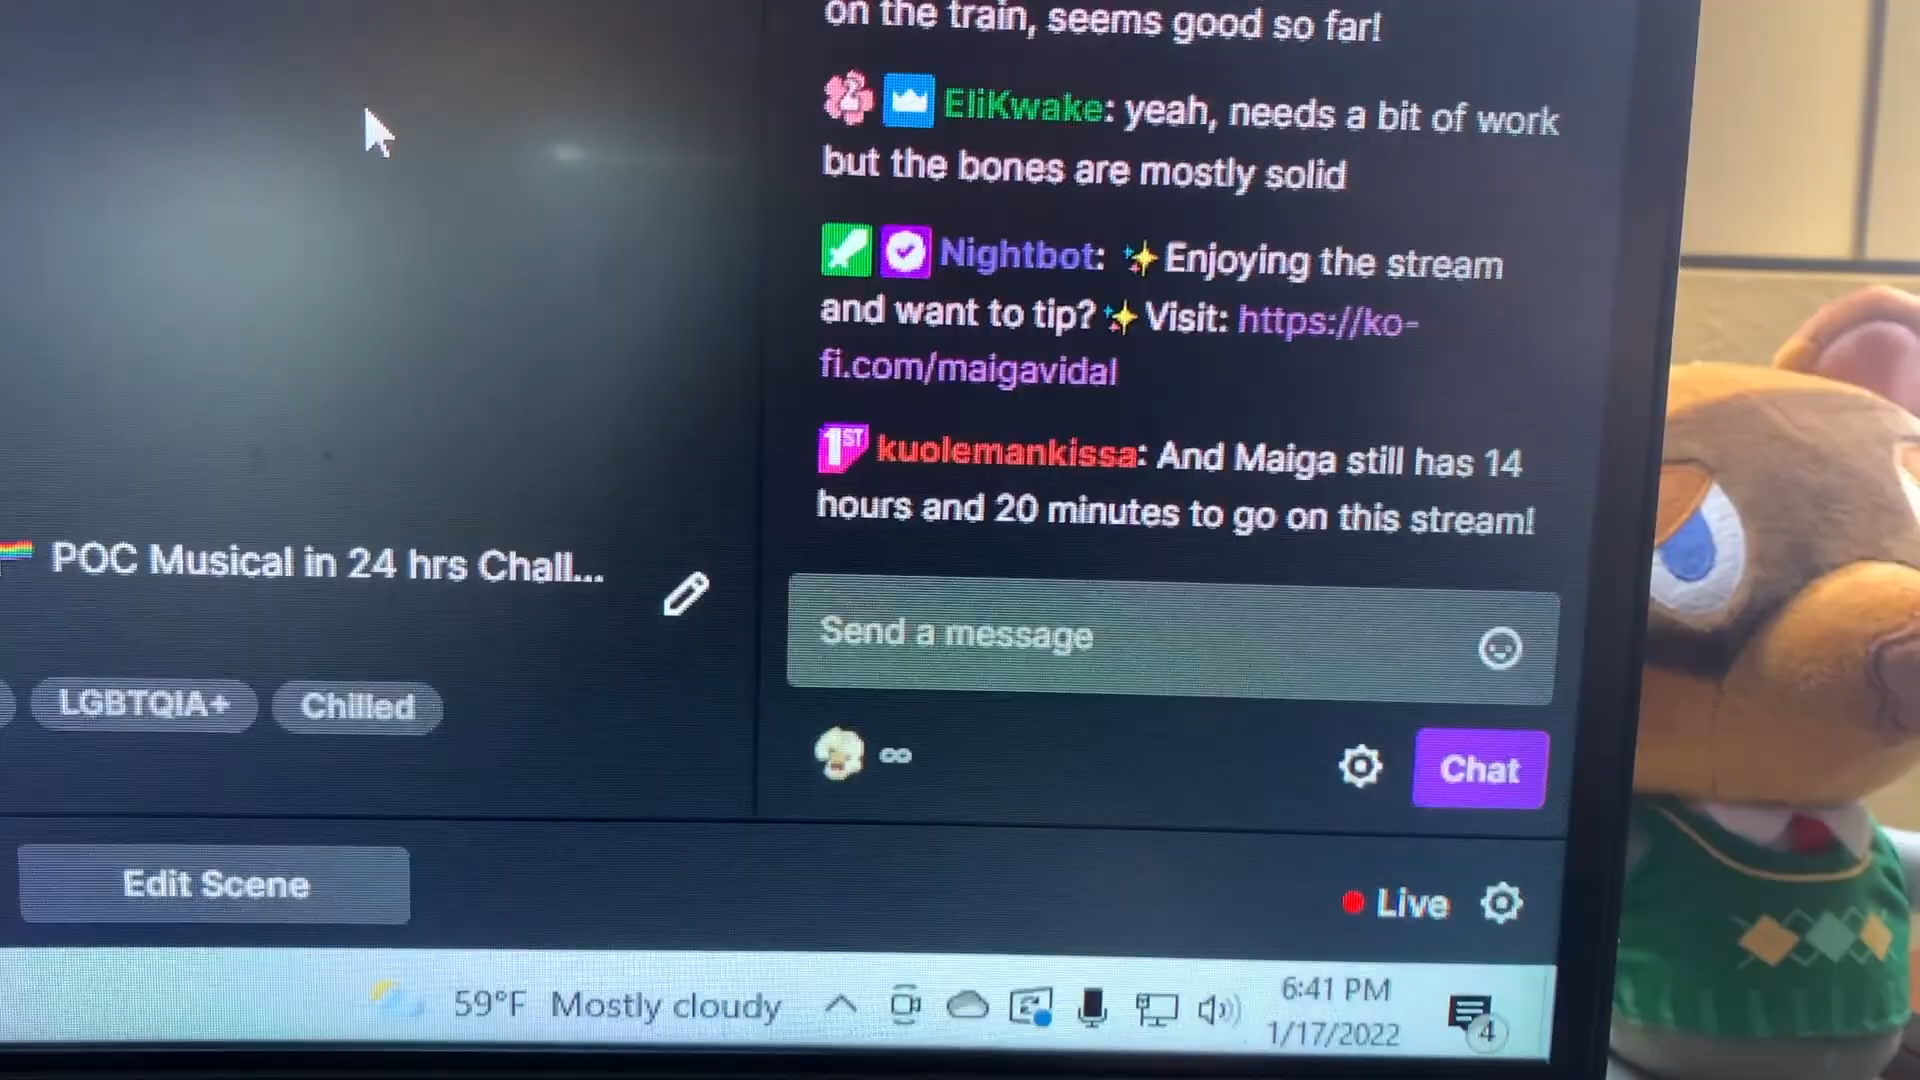 on the train, seems good so far!
2 EliKwake: yeah, needs a bit of work
but the bones are mostly solid
Nightbot: ✨Enjoying the stream
and want to tip?✨ Visit: https://ko-
fi.com/maigavidal
1ST kuolemankissa: And Maiga still has 14
hours and 20 minutes to go on this stream!
POC Musical in 24 hrs Chall...
Send a message
LGBTQIA+ Chilled
∞
Chat
Edit Scene
Live
59°F Mostly cloudy
6:41 PM
1/17/2022
4